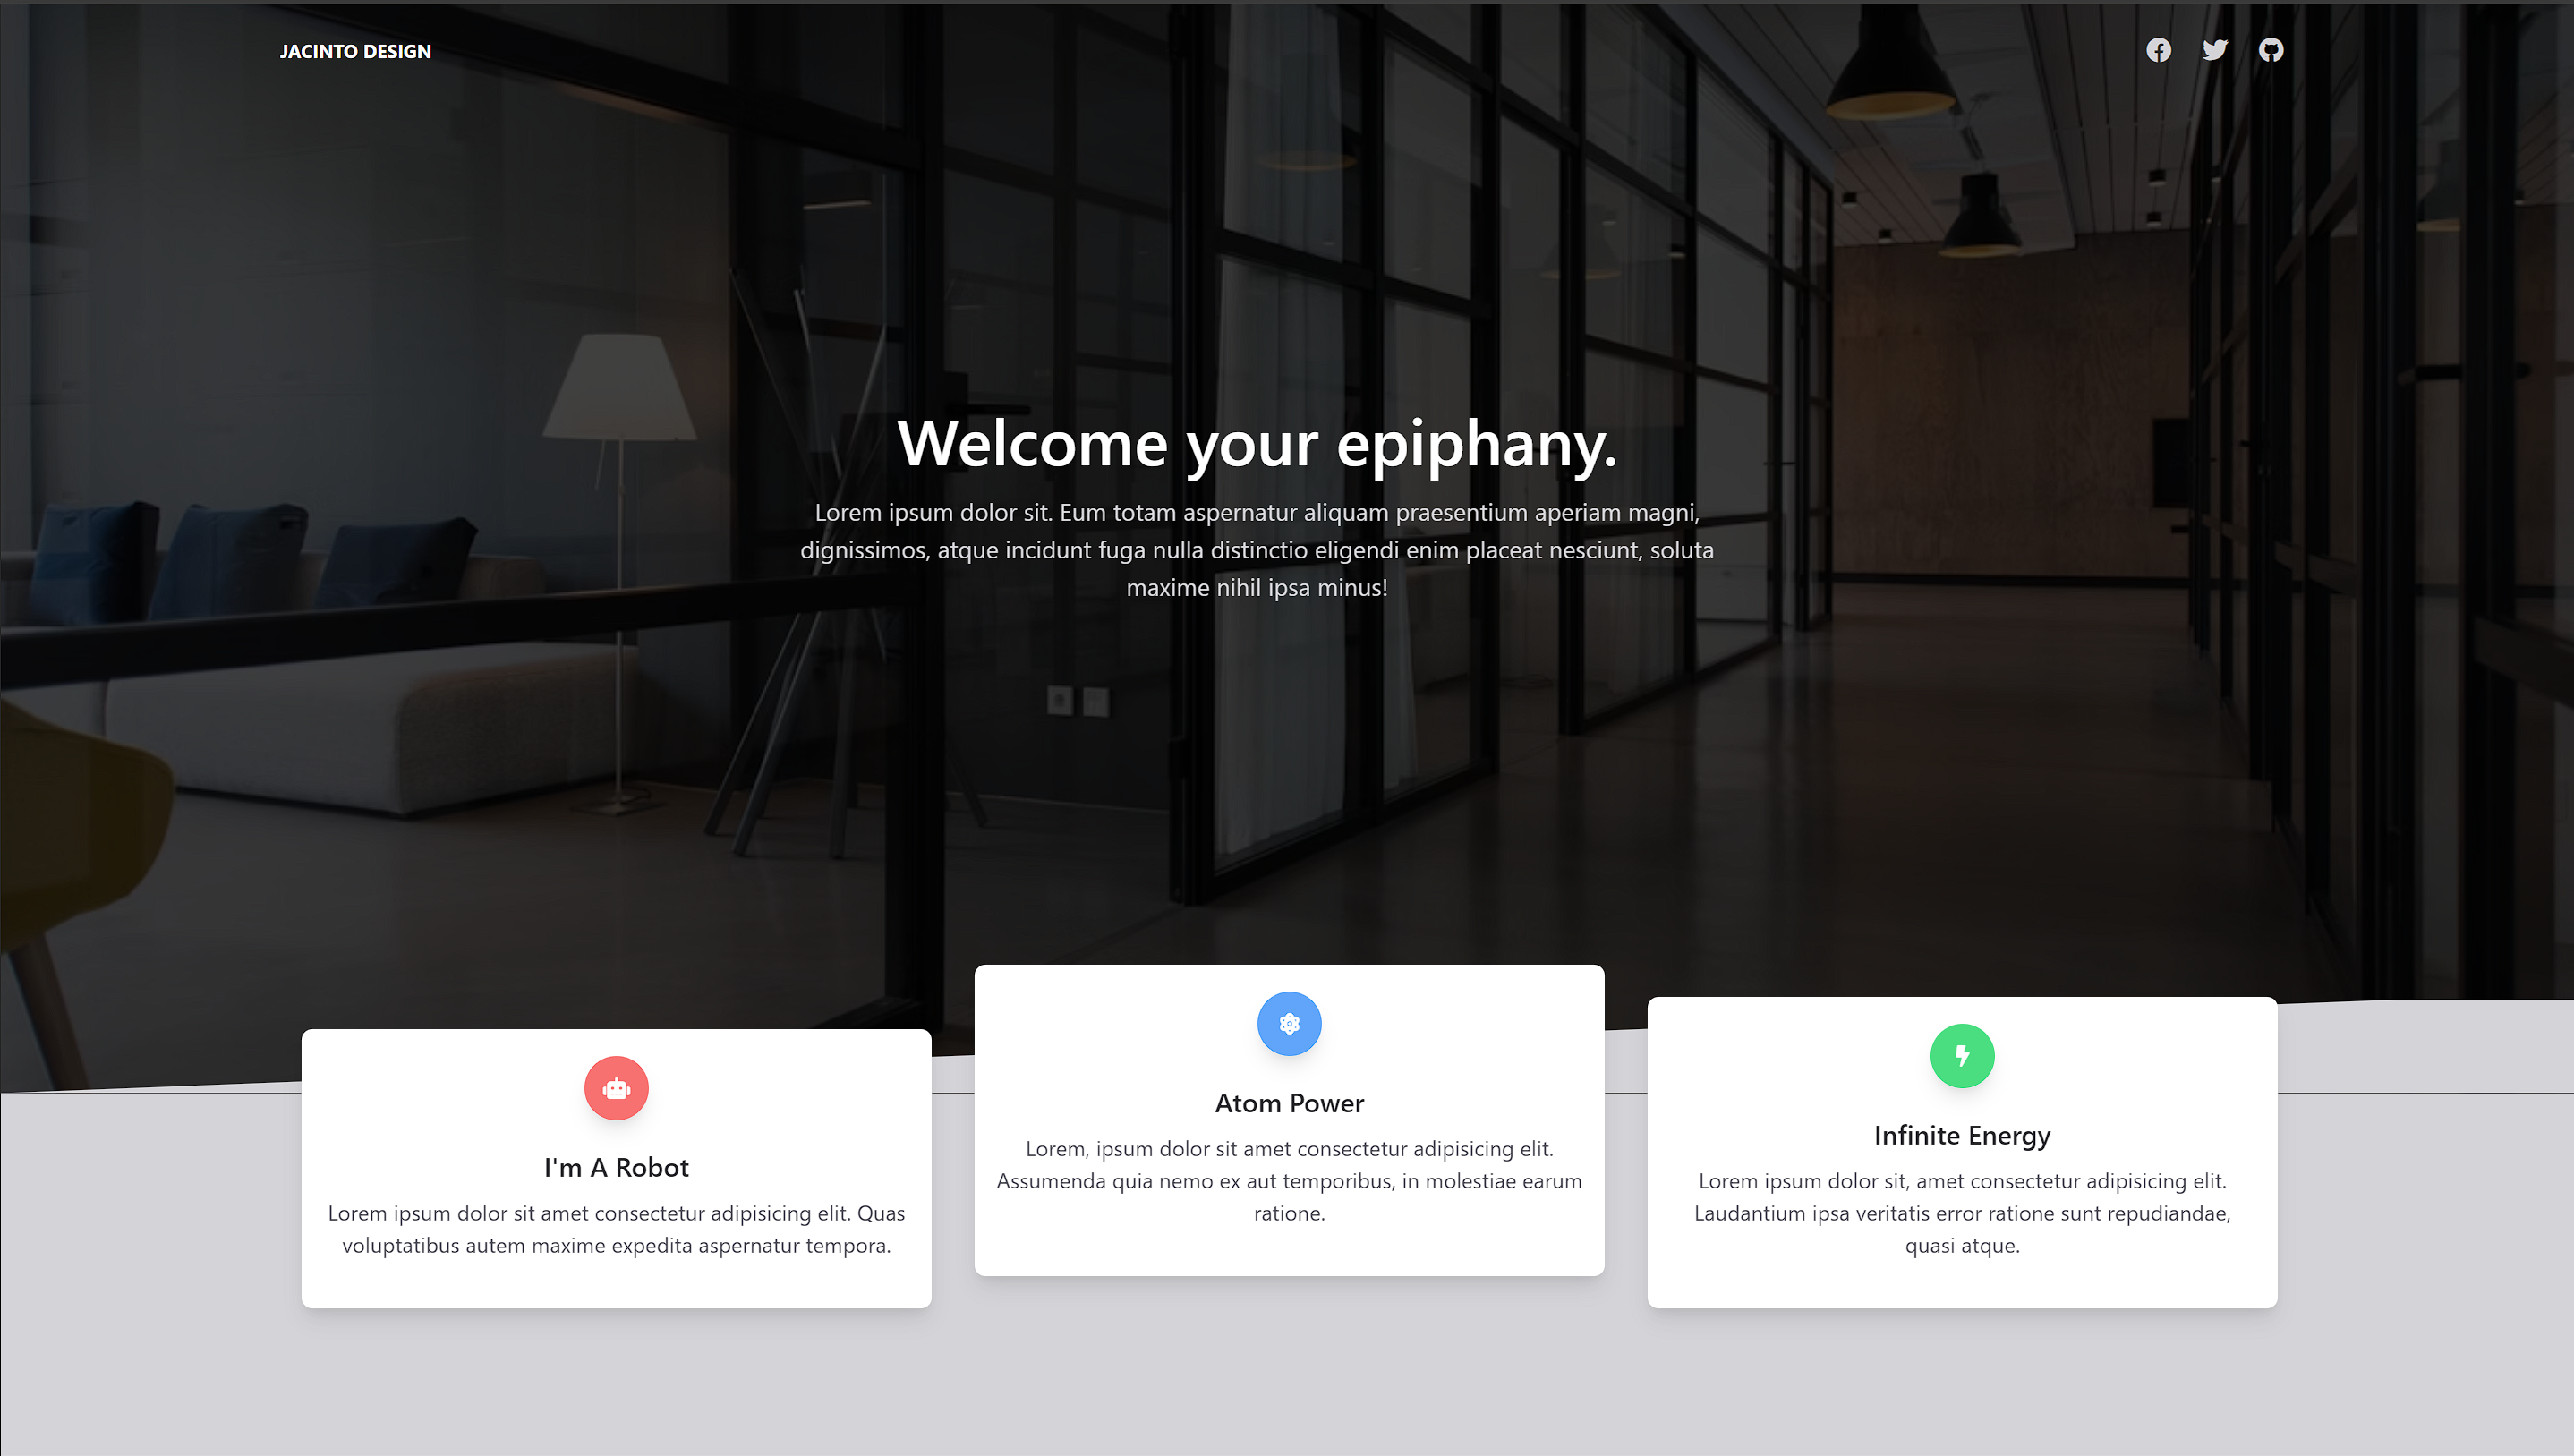 JACINTO DESIGN
Welcome your epiphany.
Lorem ipsum dolor sit. Eum totam aspernatur aliquam praesentium aperiam magni,
dignissimos, atque incidunt fuga nulla distinctio eligendi enim placeat nesciunt, soluta
maxime nihil ipsa minus!
I'm A Robot
Lorem ipsum dolor sit amet consectetur adipisicing elit. Quas
voluptatibus autem maxime expedita aspernatur tempora.
Atom Power
Lorem, ipsum dolor sit amet consectetur adipisicing elit.
Assumenda quia nemo ex aut temporibus, in molestiae earum
ratione.
Infinite Energy
Lorem ipsum dolor sit, amet consectetur adipisicing elit.
Laudantium ipsa veritatis error ratione sunt repudiandae,
quasi atque.